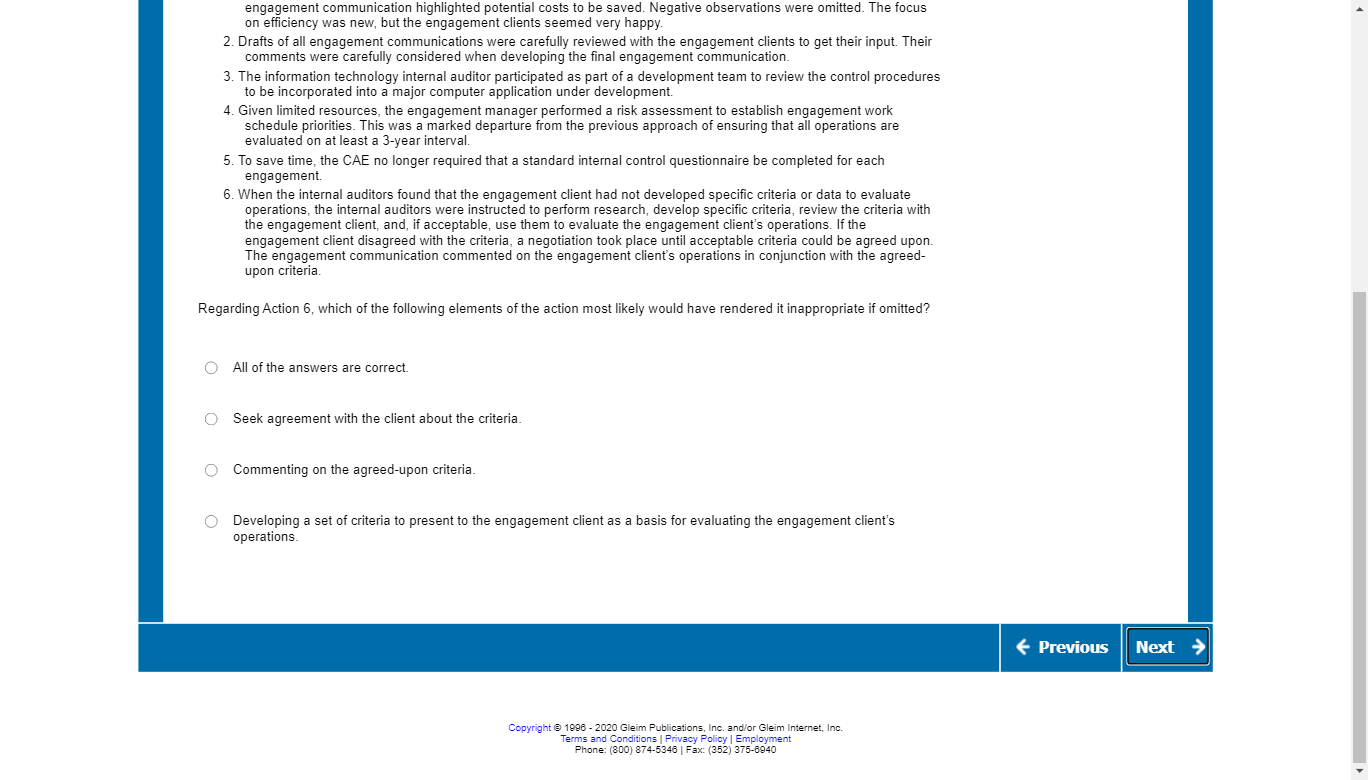 engagement communication highlighted potential costs to be saved. Negative observations were omitted. The focus
on efficiency was new, but the engagement clients seemed very happy.
2. Drafts of all engagement communications were carefully reviewed with the engagement clients to get their input. Their
comments were carefully considered when developing the final engagement communication.
3. The information technology internal auditor participated as part of a development team to review the control procedures
to be incorporated into a major computer application under development.
4. Given limited resources, the engagement manager performed a risk assessment to establish engagement work
schedule priorities. This was a marked departure from the previous approach of ensuring that all operations are
evaluated on at least a 3-year interval.
5. To save time, the CAE no longer required that a standard internal control questionnaire be completed for each
engagement.
6. When the internal auditors found that the engagement client had not developed specific criteria or data to evaluate
operations, the internal auditors were instructed to perform research, develop specific criteria, review the criteria with
the engagement client, and, if acceptable, use them to evaluate the engagement client's operations. If the
engagement client disagreed with the criteria, a negotiation took place until acceptable criteria could be agreed upon.
The engagement communication commented on the engagement client's operations in conjunction with the agreed-
upon criteria.
Regarding Action 6, which of the following elements of the action most likely would have rendered it inappropriate if omitted?
All of the answers are correct.
Seek agreement with the client about the criteria.
Commenting on the agreed-upon criteria.
Developing a set of criteria to present to the engagement client as a basis for evaluating the engagement client's
operations.
Previous
Next
Copyright © 1996 - 2020 Gleim Publications, Inc. and/or Gleim Internet, Inc.
Terms and Conditions | Privacy Policy | Employment
Phone: (800) 874-5346 | Fax: (352) 375-6940